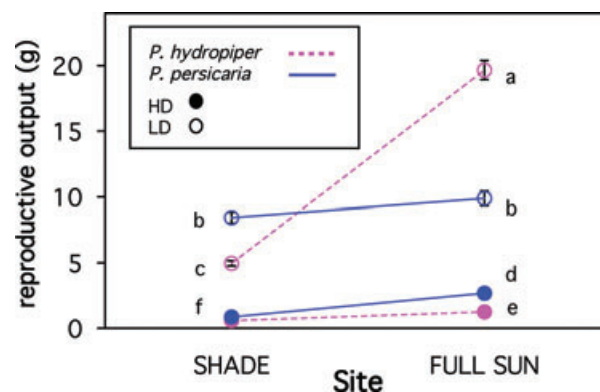 reproductive output (g)
20
15
10
5
0
P. hydropiper
P. persicaria
HD
LD
a
b
b
c
d
f
e
SHADE
FULL SUN
Site